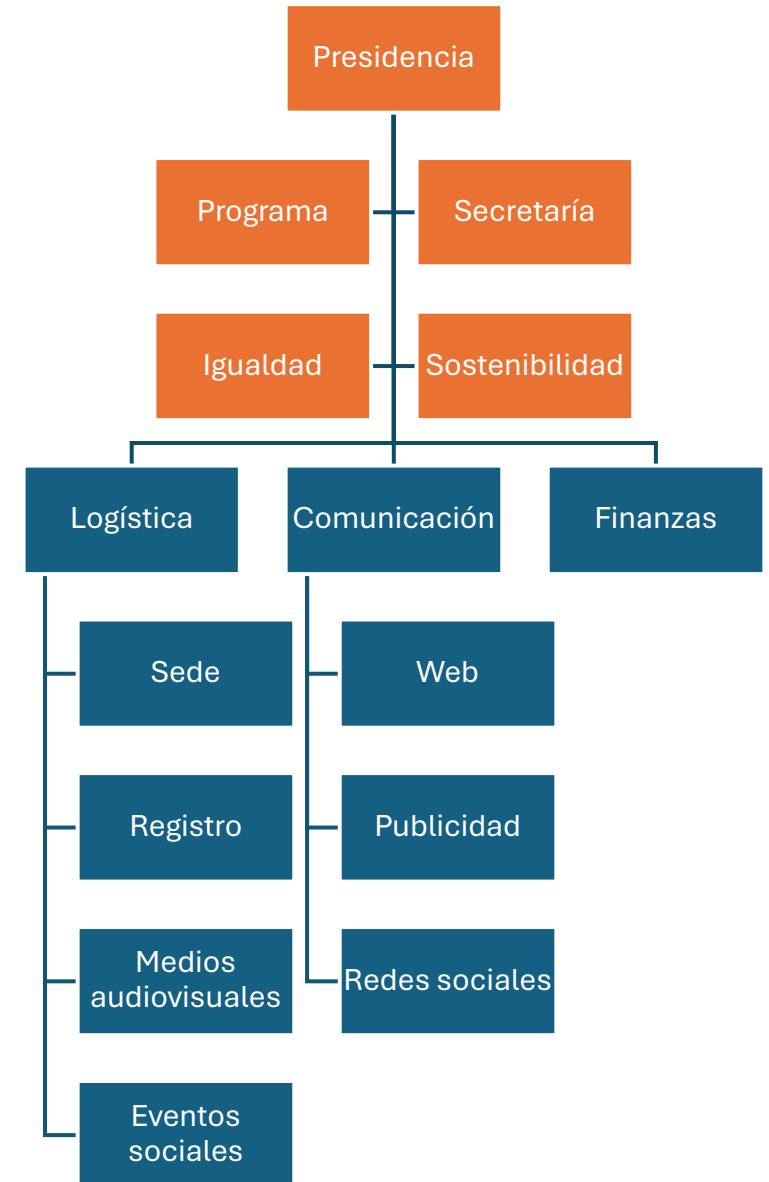 Presidencia
Programa
Secretaría
Igualdad
Sostenibilidad
Logística
Comunicación
Finanzas
Sede
Web
Registro
Publicidad
Medios
audiovisuales
Redes sociales
Eventos
sociales